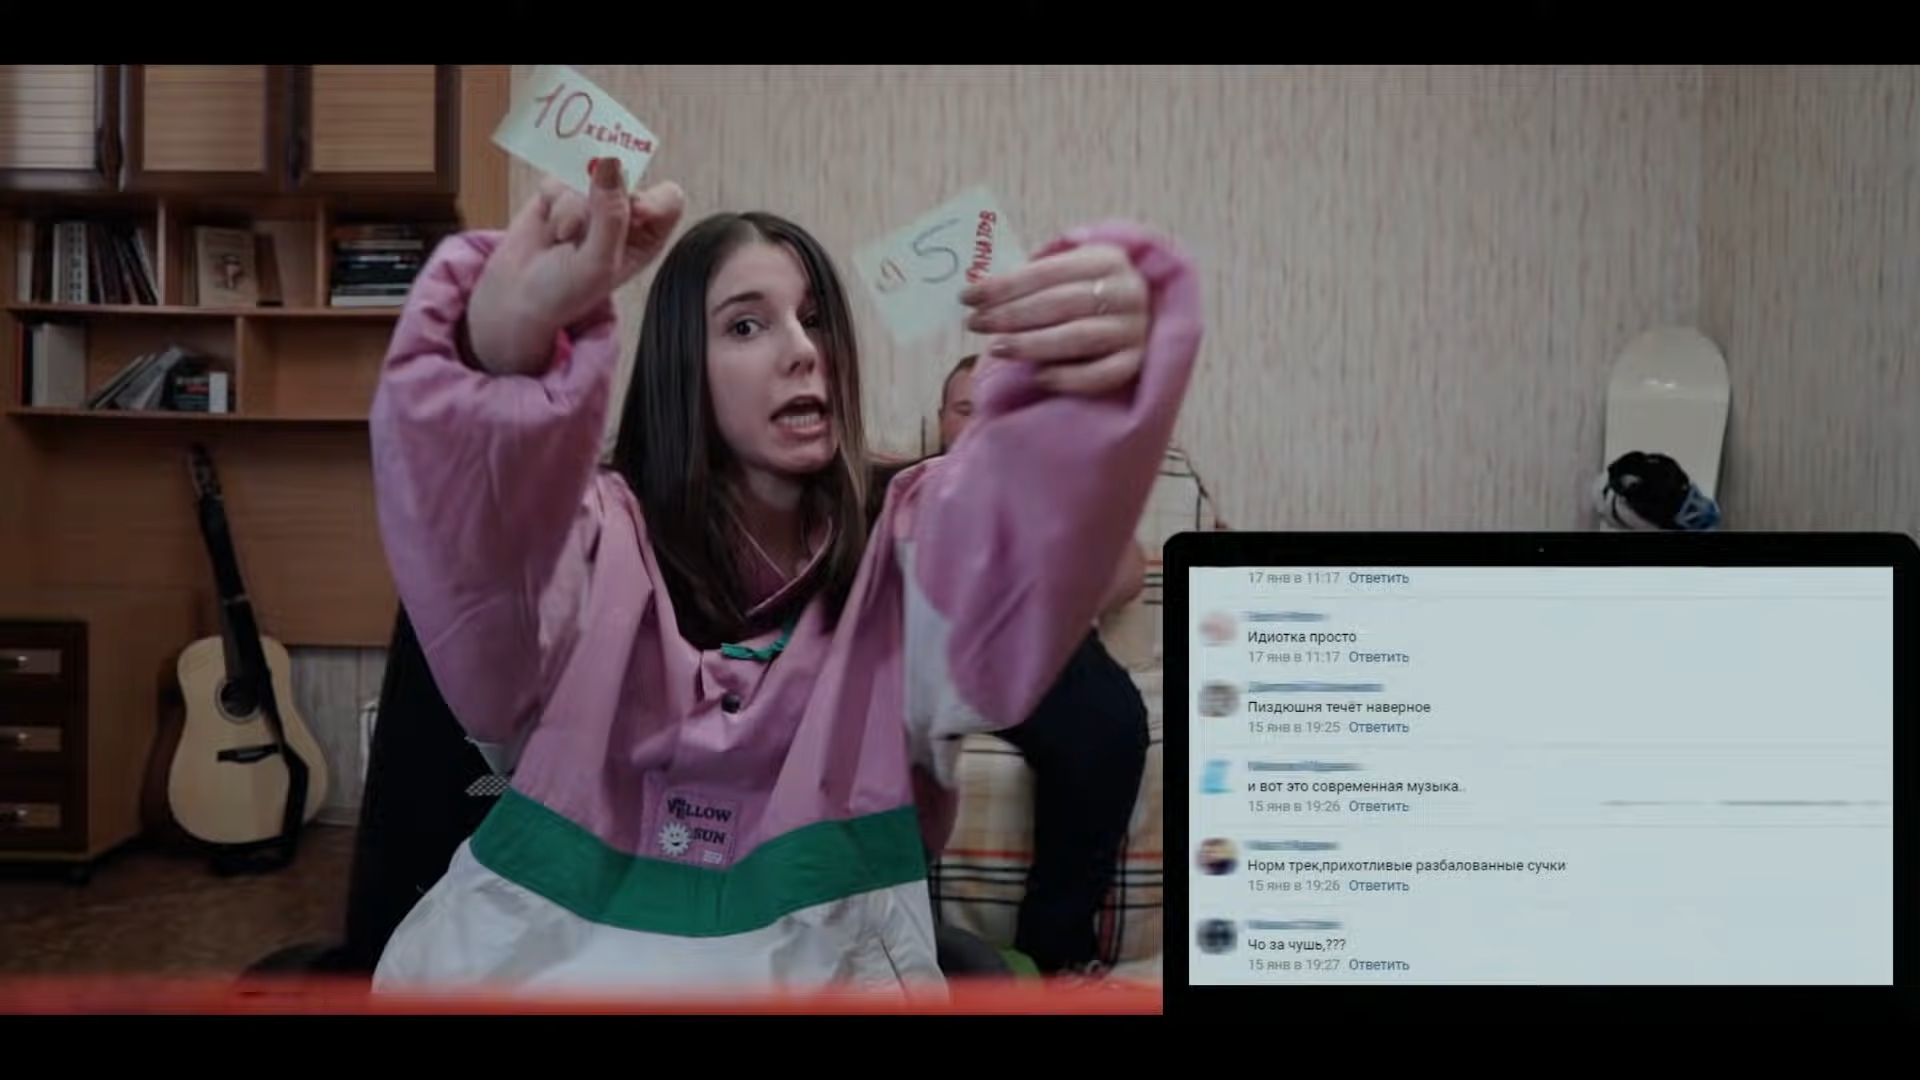 10 ХЕЙТЕРОВ
5 ФАНАТОВ
YELLOW
SUN
17 янв в 11:17 Ответить
Идиотка просто
17 янв в 11:17 Ответить
Пиздюшня течёт наверное
15 янв в 19:25 Ответить
и вот это современная музыка..
15 янв в 19:26 Ответить
Норм трек,прихотливые разбалованные сучки
15 янв в 19:26 Ответить
Чо за чушь,???
15 янв в 19:27 Ответить